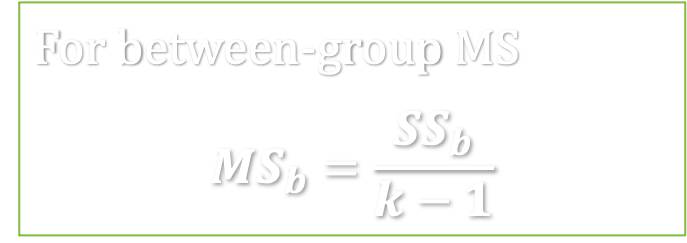 For between-group MS
MS_b = SS_b / (k − 1)